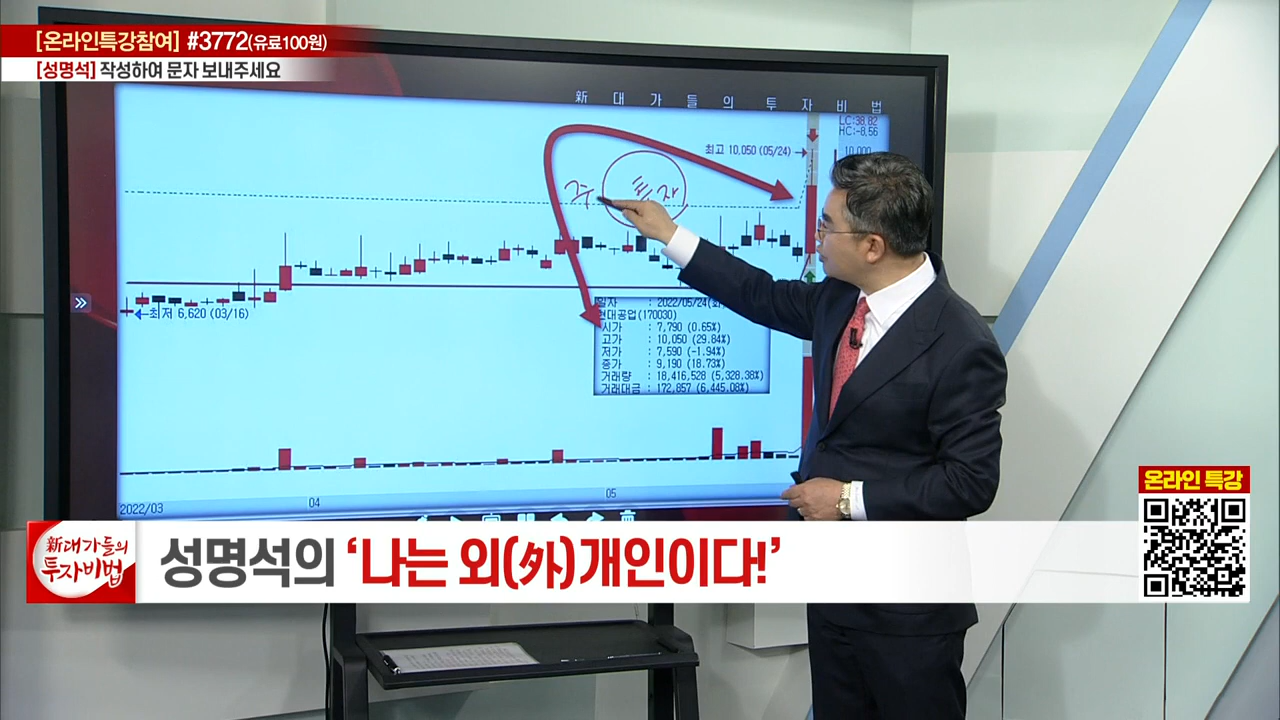 [온라인특강참여] #3772(유료100원)
[성명석] 작성하여 문자 보내주세요
新 대 가 들 의 투 자 비 법
LC:38.82
HC:-8.56
최고 10,050 (05/24)→
10,000
주 투자
←최저 6,620 (03/16)
일자 : 2022/05/24(화
현대공업(170030)
시가 : 7,790 (0.65%)
고가 : 10,050 (29.84%)
저가 : 7,590 (-1.94%)
종가 : 9,190 (18.73%)
거래량 : 18,416,528 (5,328.38%)
거래대금 : 172,857 (6,445.08%)
2022/03
04
05
온라인 특강
新대가들의
투자비법
성명석의 ‘나는 외(外)개인이다!’